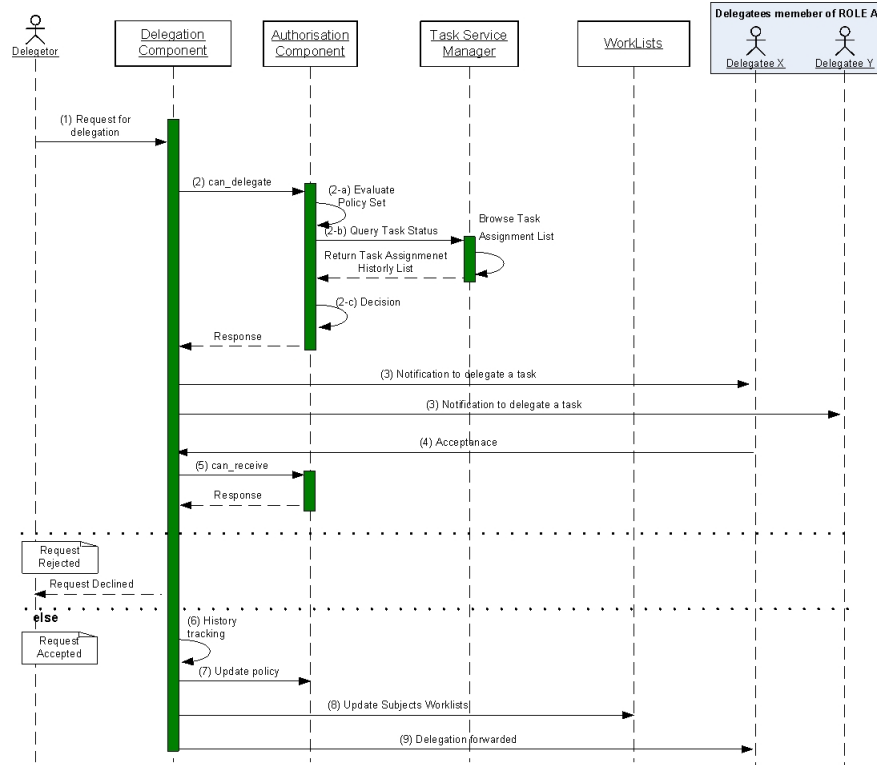 Delegatees memeber of ROLE A
Delegetor
Delegation
Component
Authorisation
Component
Task Service
Manager
WorkLists
Delegatee X
Delegatee Y
(1) Request for
delegation
(2) can_delegate
(2-a) Evaluate
Policy Set
(2-b) Query Task Status
Browse Task
Assignment List
Return Task Assignmenet
Historly List
(2-c) Decision
Response
(3) Notification to delegate a task
(3) Notification to delegate a task
(4) Acceptanace
(5) can_receive
Response
Request
Rejected
Request Declined
else
Request
Accepted
(6) History
tracking
(7) Update policy
(8) Update Subjects Worklists
(9) Delegation forwarded